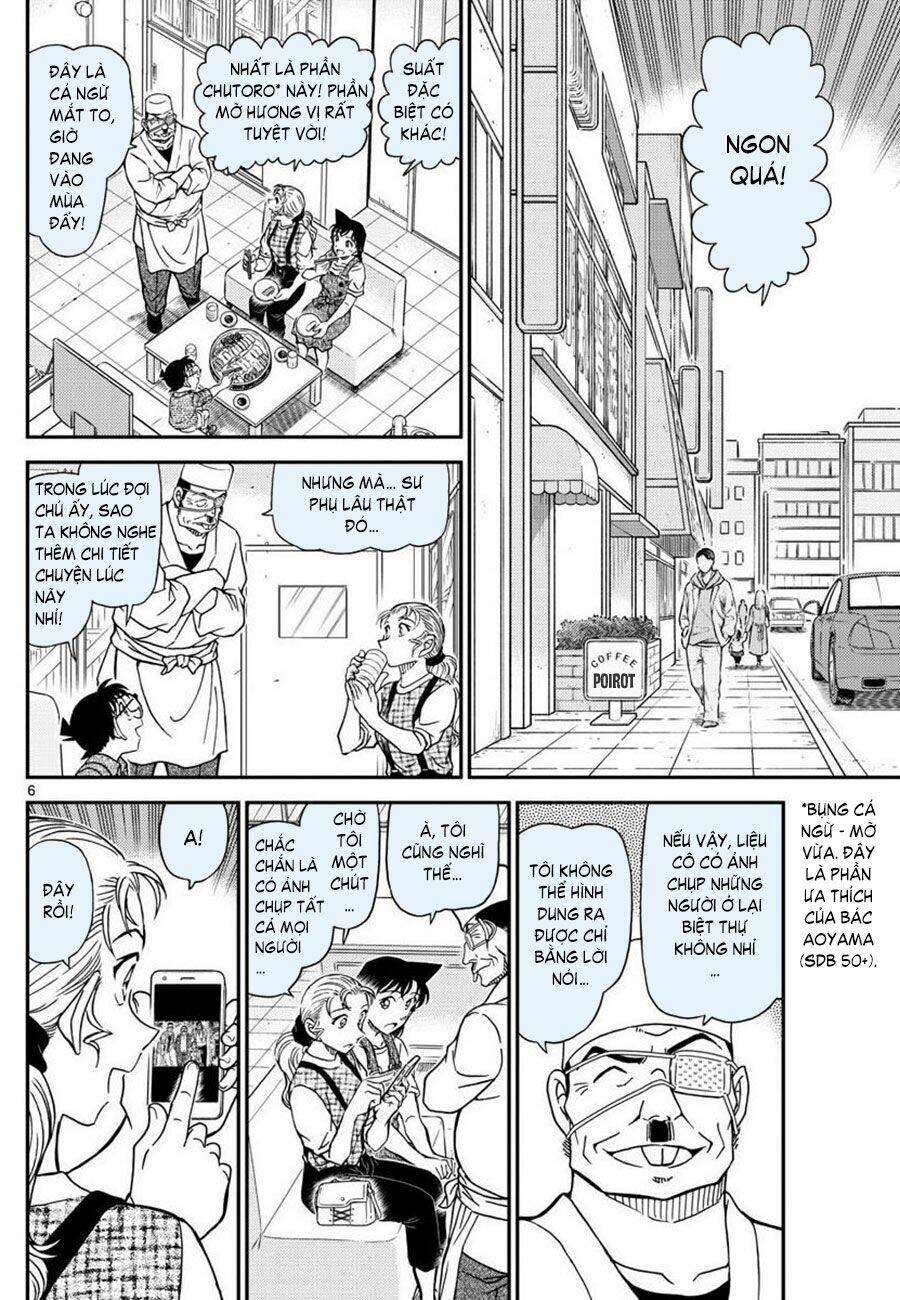 NGON
QUÁ!
SUẤT
ĐẶC
BIỆT CÓ
KHÁC!
NHẤT LÀ PHẦN
CHUTORO* NÀY! PHẦN
MỠ HƯƠNG VỊ RẤT
TUYỆT VỜI!
ĐÂY LÀ
CÁ NGỪ
MẮT TO,
GIỜ
ĐANG
VÀO
MÙA
ĐẤY!
COFFEE
POIROT
NHƯNG MÀ... SƯ
PHỤ LÂU THẬT
ĐÓ...
TRONG LÚC ĐỢI
CHÚ ẤY, SAO
TA KHÔNG NGHE
THÊM CHI TIẾT
CHUYỆN LÚC
NÃY
NHỈ!
6
*BỤNG CÁ
NGỪ - MỠ
VỪA. ĐÂY
LÀ PHẦN
ƯA THÍCH
CỦA BÁC
AOYAMA
(SDB 50+).
NẾU VẬY, LIỆU
CÔ CÓ ẢNH
CHỤP NHỮNG
NGƯỜI Ở LẠI
BIỆT THỰ
KHÔNG NHỈ
...
TÔI KHÔNG
THỂ HÌNH
DUNG RA
ĐƯỢC CHỈ
BẰNG LỜI
NÓI...
À, TÔI
CŨNG NGHĨ
THẾ...
CHỜ
TÔI
MỘT
CHÚT
...
CHẮC
CHẮN LÀ
CÓ ẢNH
CHỤP TẤT
CẢ MỌI
NGƯỜI
...
A!
ĐÂY
RỒI!